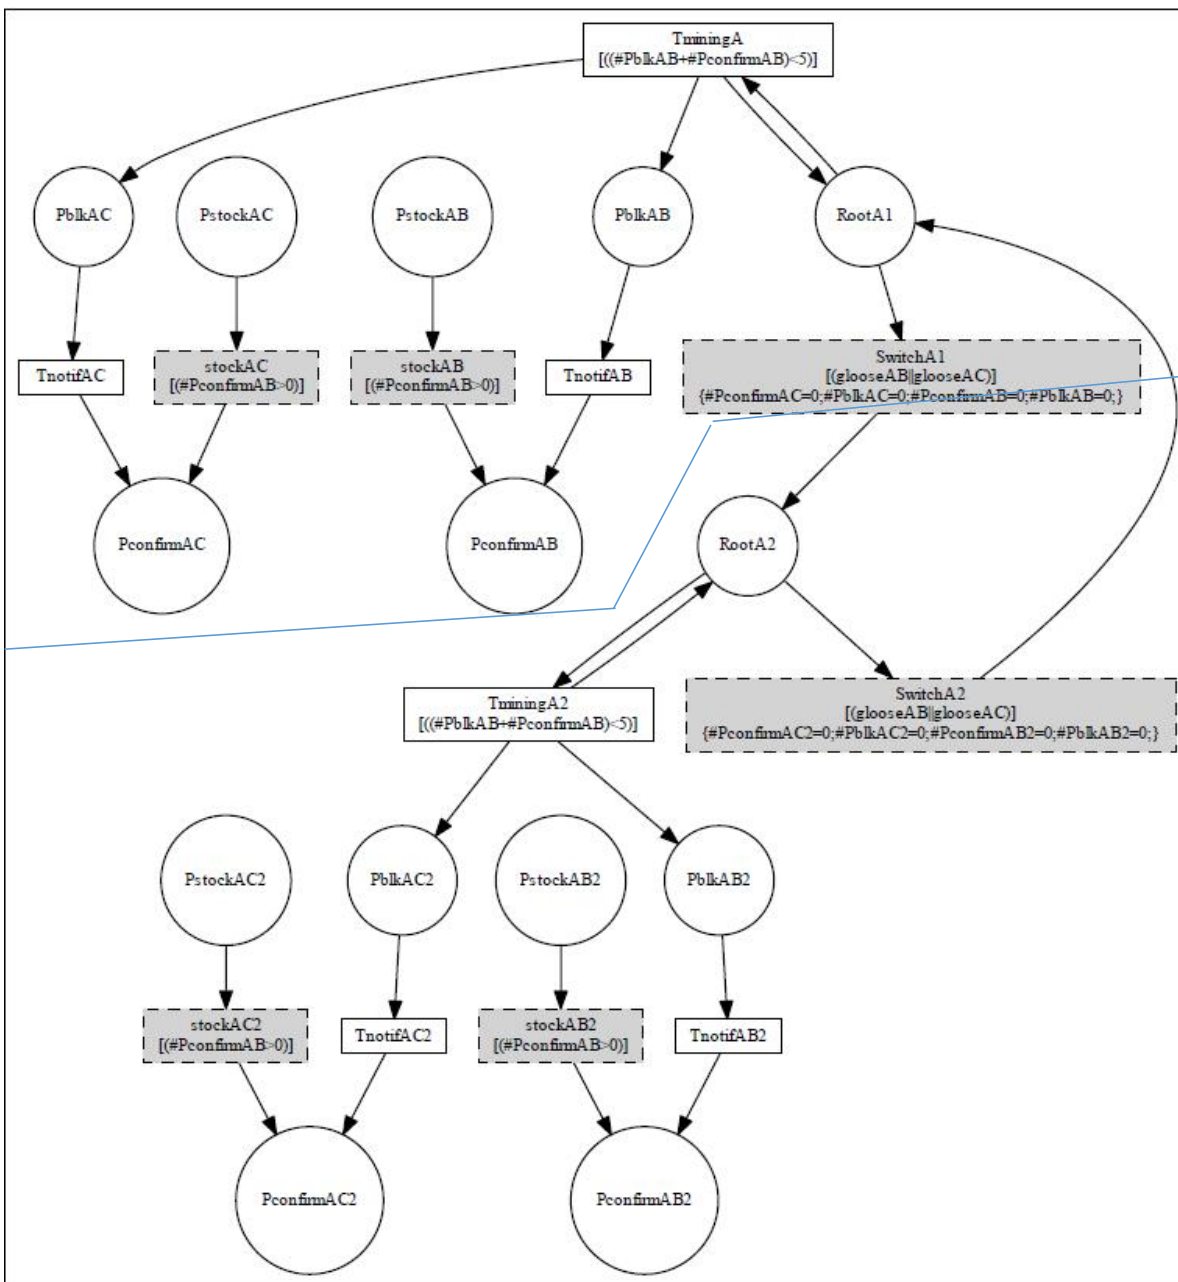 TminingA
[((#PblkAB+#PconfirmAB)<5)]
PblkAC
PstockAC
PstockAB
PblkAB
RootA1
TnotifAC
stockAC
[(#PconfirmAB>0)]
stockAB
[(#PconfirmAB>0)]
TnotifAB
SwitchA1
[(glooseAB||glooseAC)]
{#PconfirmAC=0;#PblkAC=0;#PconfirmAB=0;#PblkAB=0;}
PconfirmAC
PconfirmAB
RootA2
TminingA2
[((#PblkAB+#PconfirmAB)<5)]
SwitchA2
[(glooseAB||glooseAC)]
{#PconfirmAC2=0;#PblkAC2=0;#PconfirmAB2=0;#PblkAB2=0;}
PstockAC2
PblkAC2
PstockAB2
PblkAB2
stockAC2
[(#PconfirmAB>0)]
TnotifAC2
stockAB2
[(#PconfirmAB>0)]
TnotifAB2
PconfirmAC2
PconfirmAB2